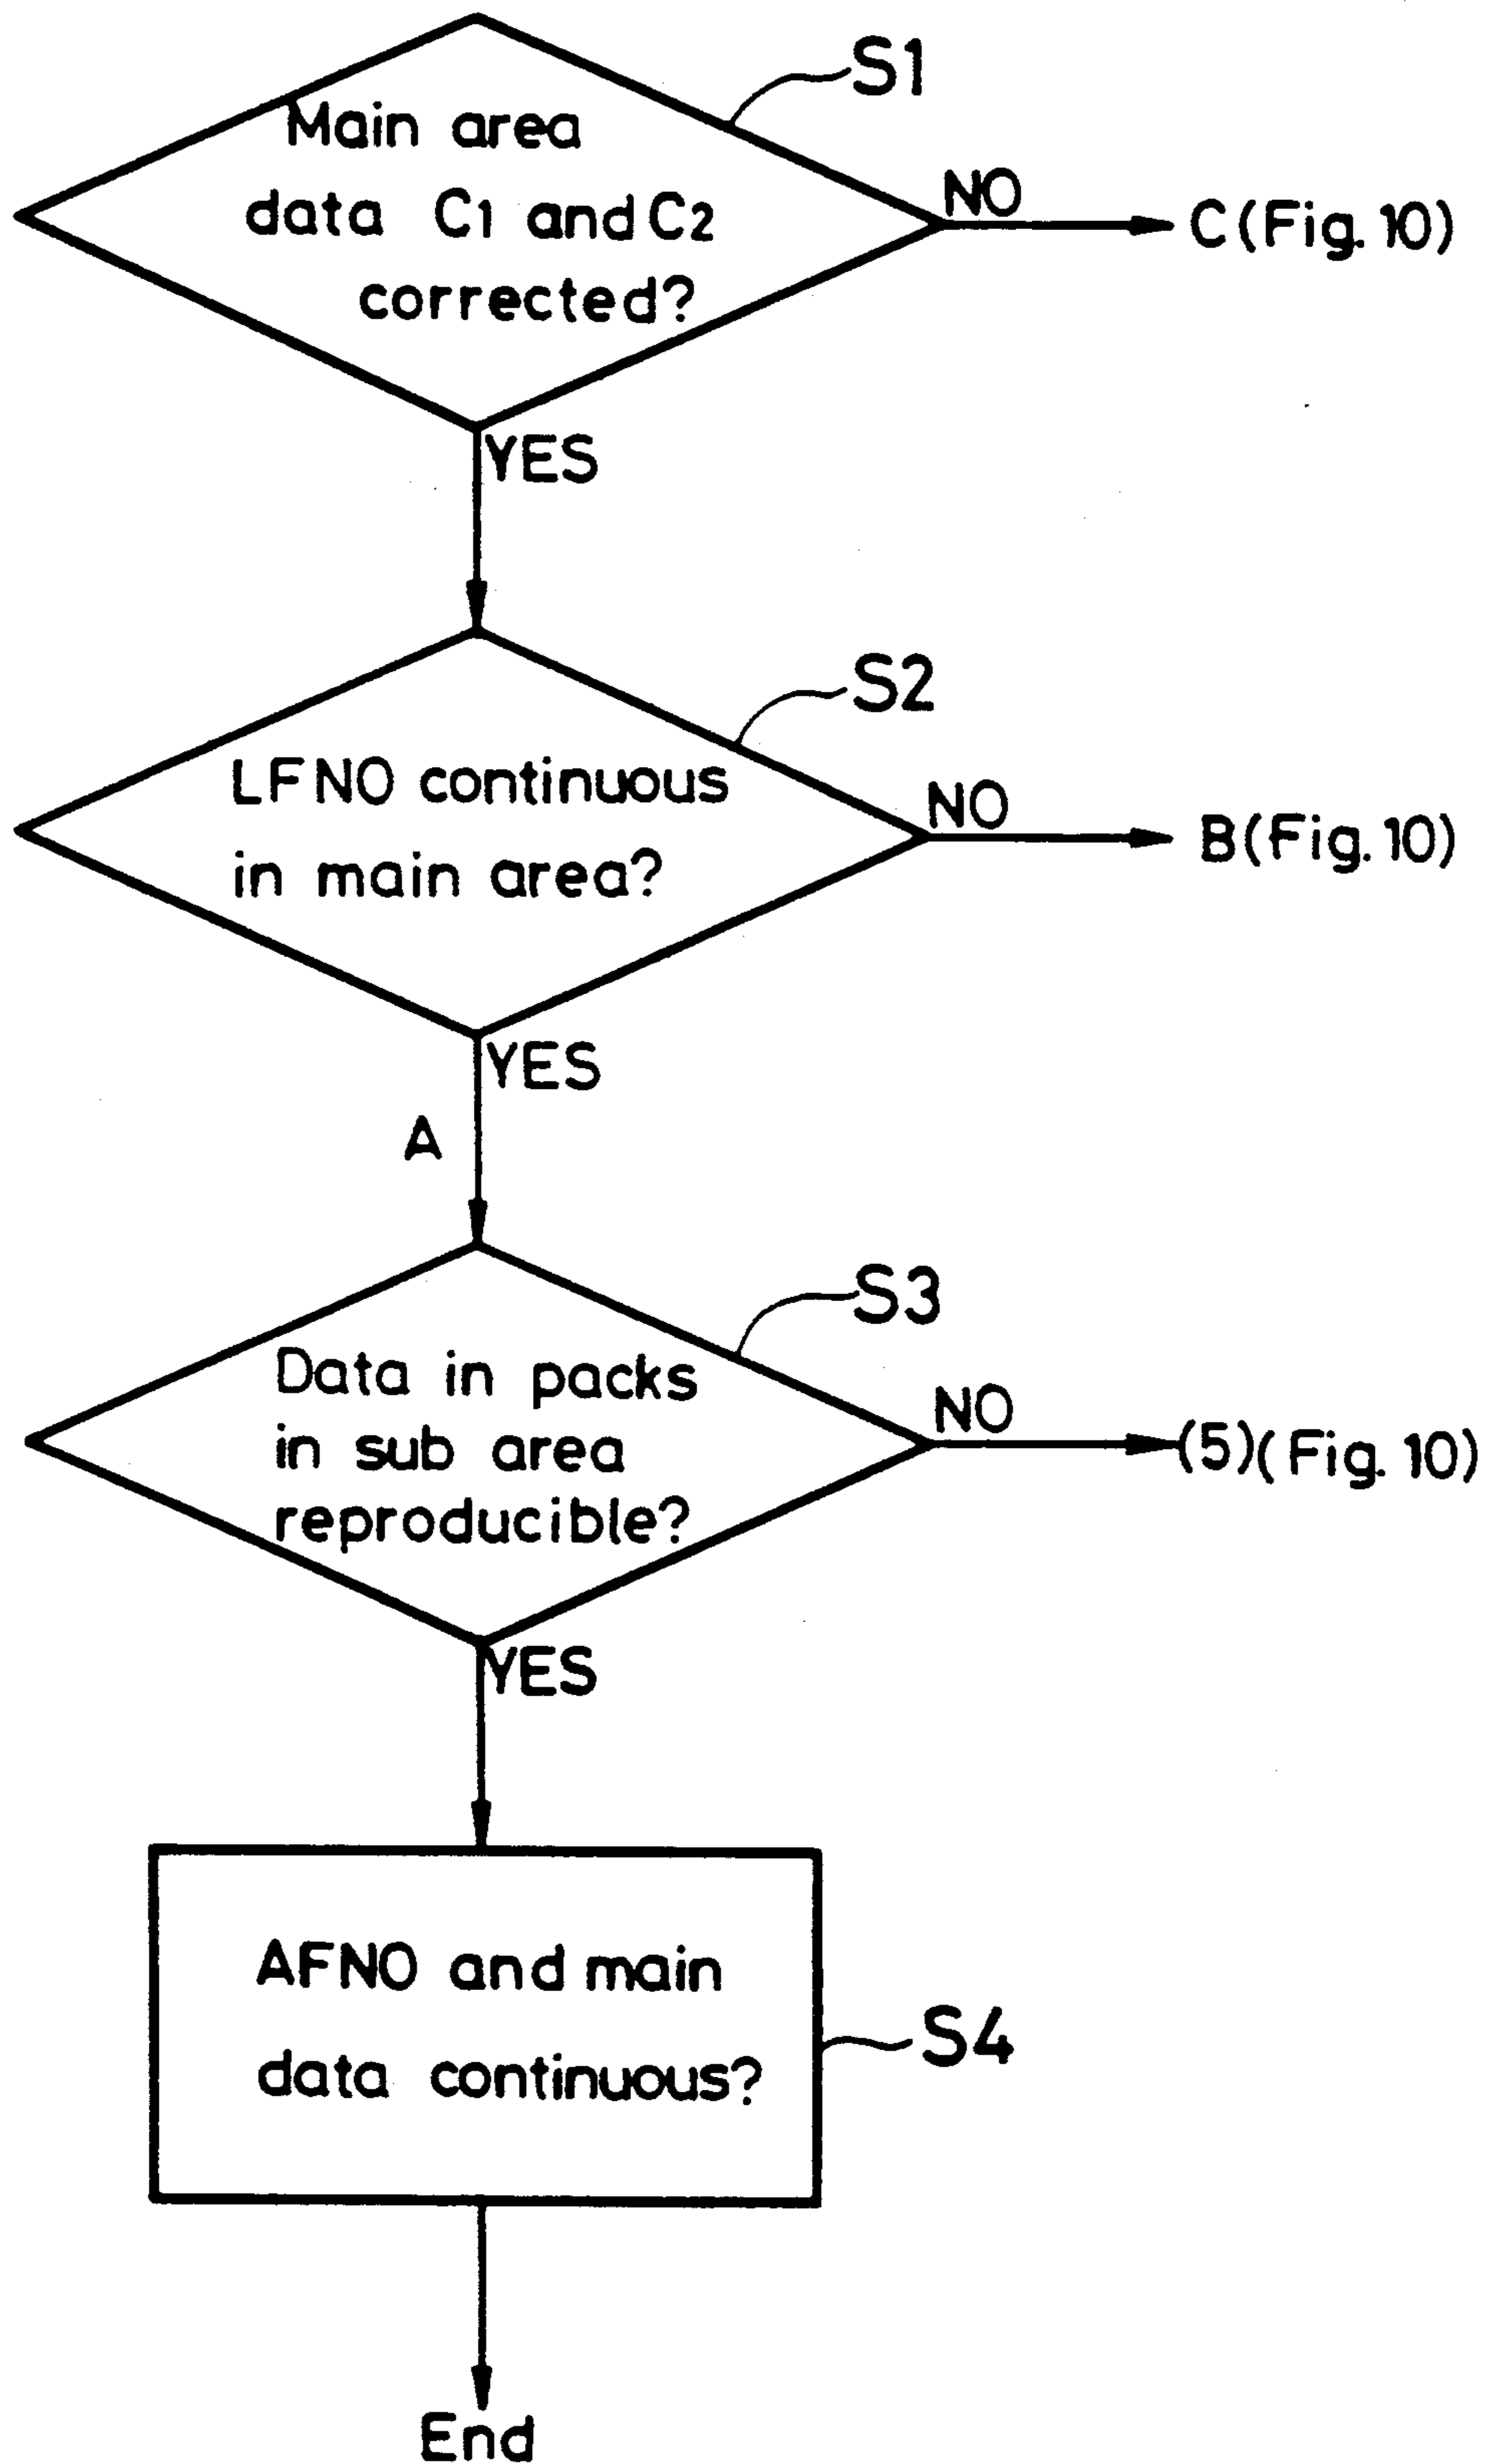 S1
Main area
data C1 and C2
corrected?
NO
C (Fig. 10)
YES
S2
LFNO continuous
in main area?
NO
B (Fig. 10)
YES
A
S3
Data in packs
in sub area
reproducible?
NO
(5) (Fig. 10)
YES
AFNO and main
data continuous?
S4
End